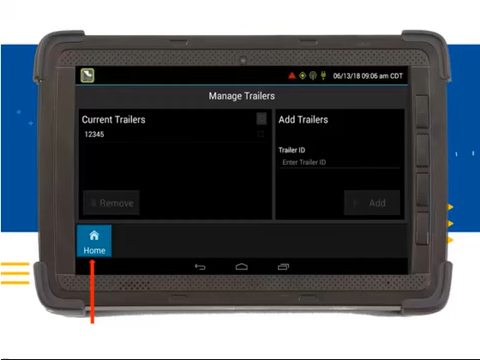 06/13/18 09:06 am CDT
Manage Trailers
Current Trailers
12345
Remove
Add Trailers
Trailer ID
Enter Trailer ID
Add
Home